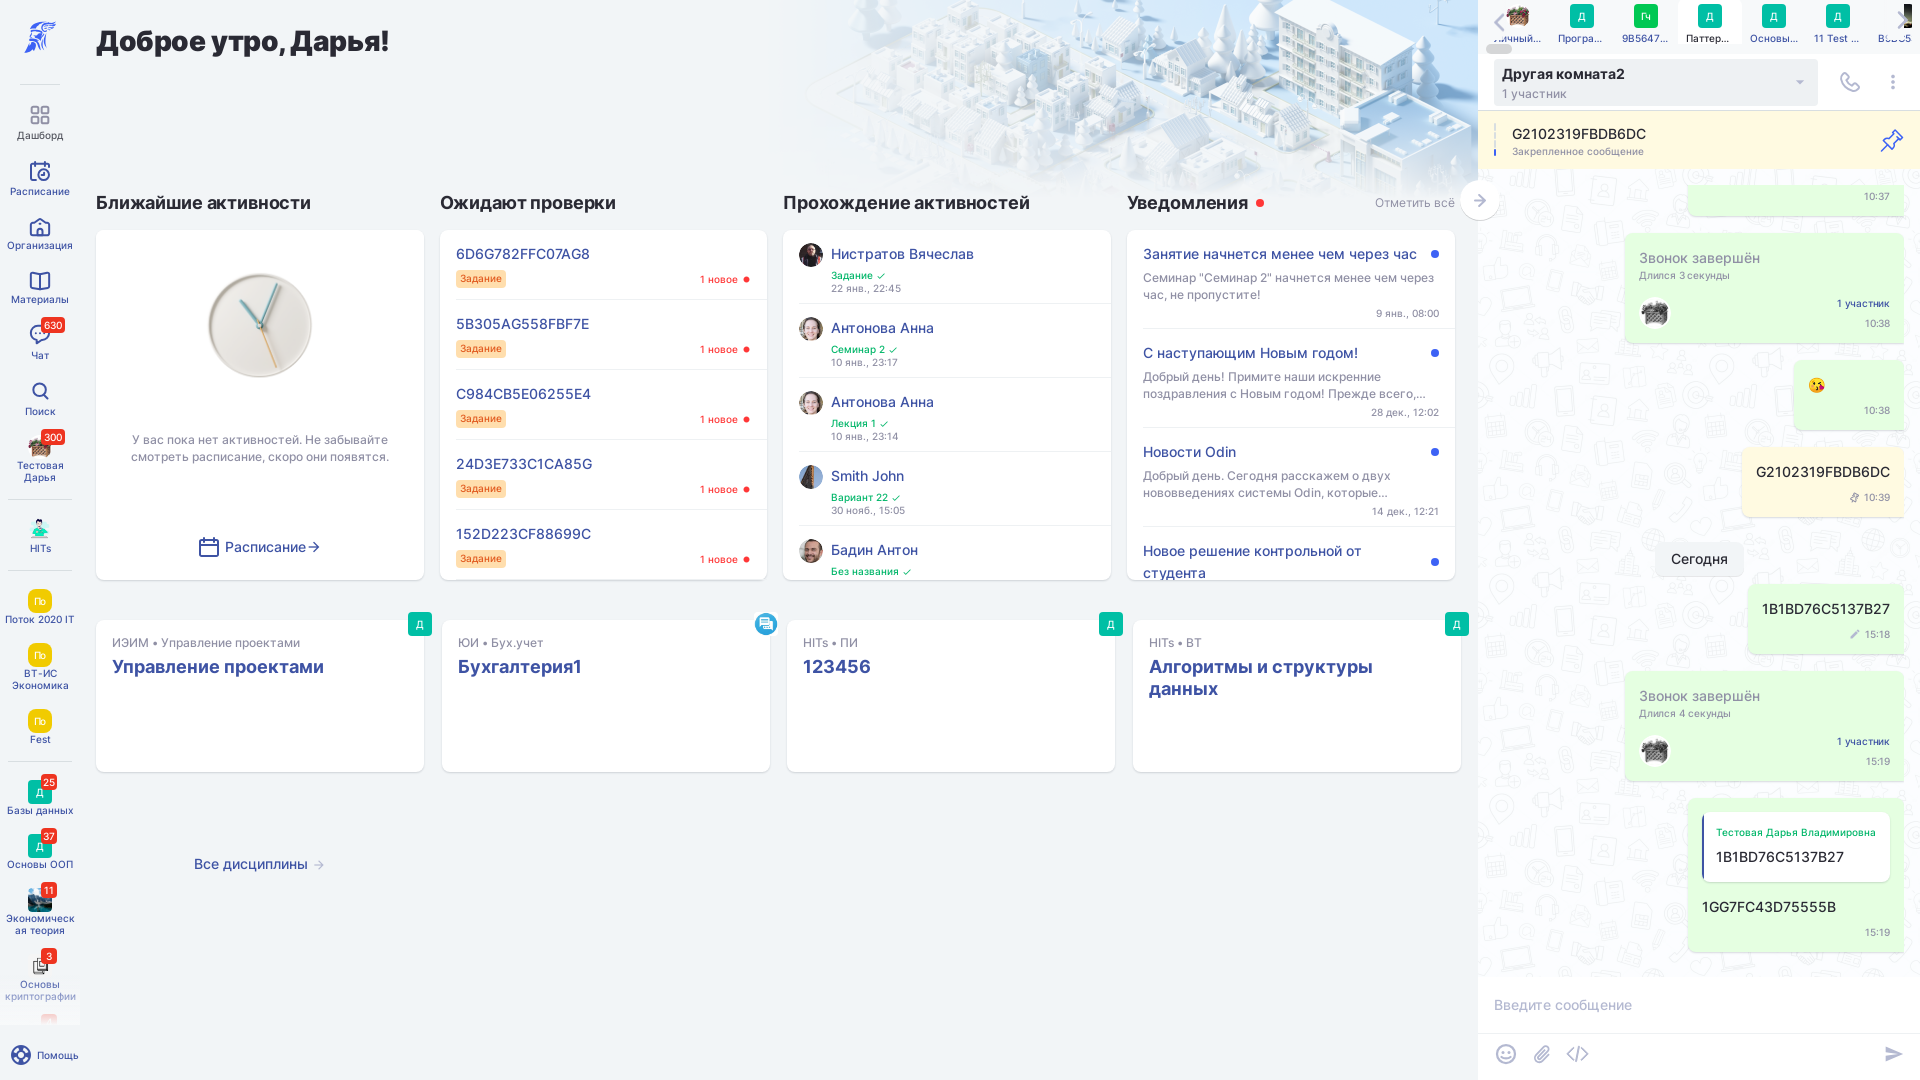 Дашборд
Расписание
Организация
Материалы
630
Чат
Поиск
300
Тестовая
Дарья
HITs
По
Поток 2020 IT
По
ВТ-ИС
Экономика
По
Fest
25
Д
Базы данных
37
Д
Основы ООП
11
Экономическ
ая теория
3
Основы
криптографии
Помощь
Доброе утро, Дарья!
Ближайшие активности
У вас пока нет активностей. Не забывайте
смотреть расписание, скоро они появятся.
Расписание
Ожидают проверки
6D6G782FFC07AG8
Задание
1 новое
5B305AG558FBF7E
Задание
1 новое
C984CB5E06255E4
Задание
1 новое
24D3E733C1CA85G
Задание
1 новое
152D223CF88699C
Задание
1 новое
Прохождение активностей
Нистратов Вячеслав
Задание
22 янв., 22:45
Антонова Анна
Семинар 2
10 янв., 23:17
Антонова Анна
Лекция 1
10 янв., 23:14
Smith John
Вариант 22
30 нояб., 15:05
Бадин Антон
Без названия
Уведомления
Отметить всё
Занятие начнется менее чем через час
Семинар "Семинар 2" начнется менее чем через
час, не пропустите!
9 янв., 08:00
С наступающим Новым годом!
Добрый день! Примите наши искренние
поздравления с Новым годом! Прежде всего,...
28 дек., 12:02
Новости Odin
Добрый день. Сегодня расскажем о двух
нововведениях системы Odin, которые...
14 дек., 12:21
Новое решение контрольной от
студента
Д
ИЭИМ • Управление проектами
Управление проектами
ЮИ • Бух.учет
Бухгалтерия1
Д
HITs • ПИ
123456
Д
HITs • ВТ
Алгоритмы и структуры
данных
Все дисциплины
Личный...
Д
Програ...
Гч
9B5647...
Д
Паттер...
Д
Основы...
Д
11 Test ...
Другая комната2
1 участник
G2102319FBDB6DC
Закрепленное сообщение
10:37
Звонок завершён
Длился 3 секунды
1 участник
10:38
10:38
G2102319FBDB6DC
10:39
Сегодня
1B1BD76C5137B27
15:18
Звонок завершён
Длился 4 секунды
1 участник
15:19
Тестовая Дарья Владимировна
1B1BD76C5137B27
1GG7FC43D75555B
15:19
Введите сообщение